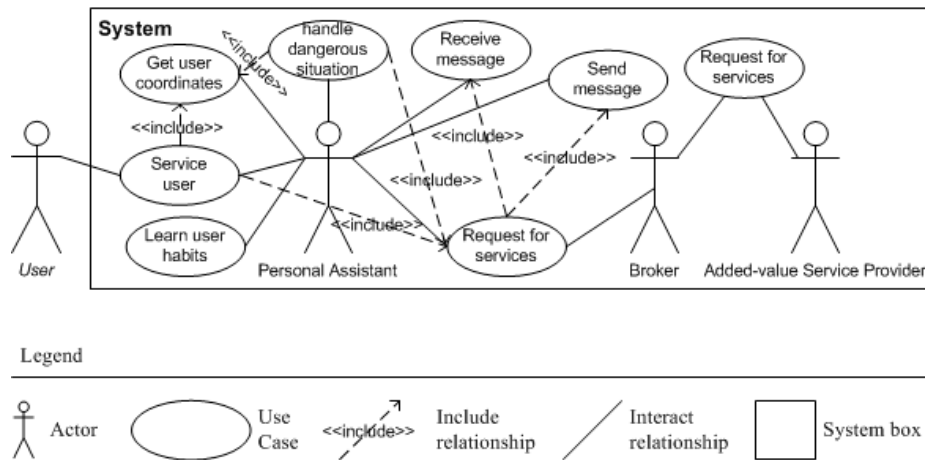 System
handle
dangerous
situation
<<include>>
Get user
coordinates
Receive
message
Send
message
Request for
services
<<include>>
<<include>>
<<include>>
<<include>>
Service
user
<<include>>
Learn user
habits
Request for
services
User
Personal Assistant
Broker
Added-value Service Provider
Legend
Actor
Use
Case
<<include>>
Include
relationship
Interact
relationship
System box